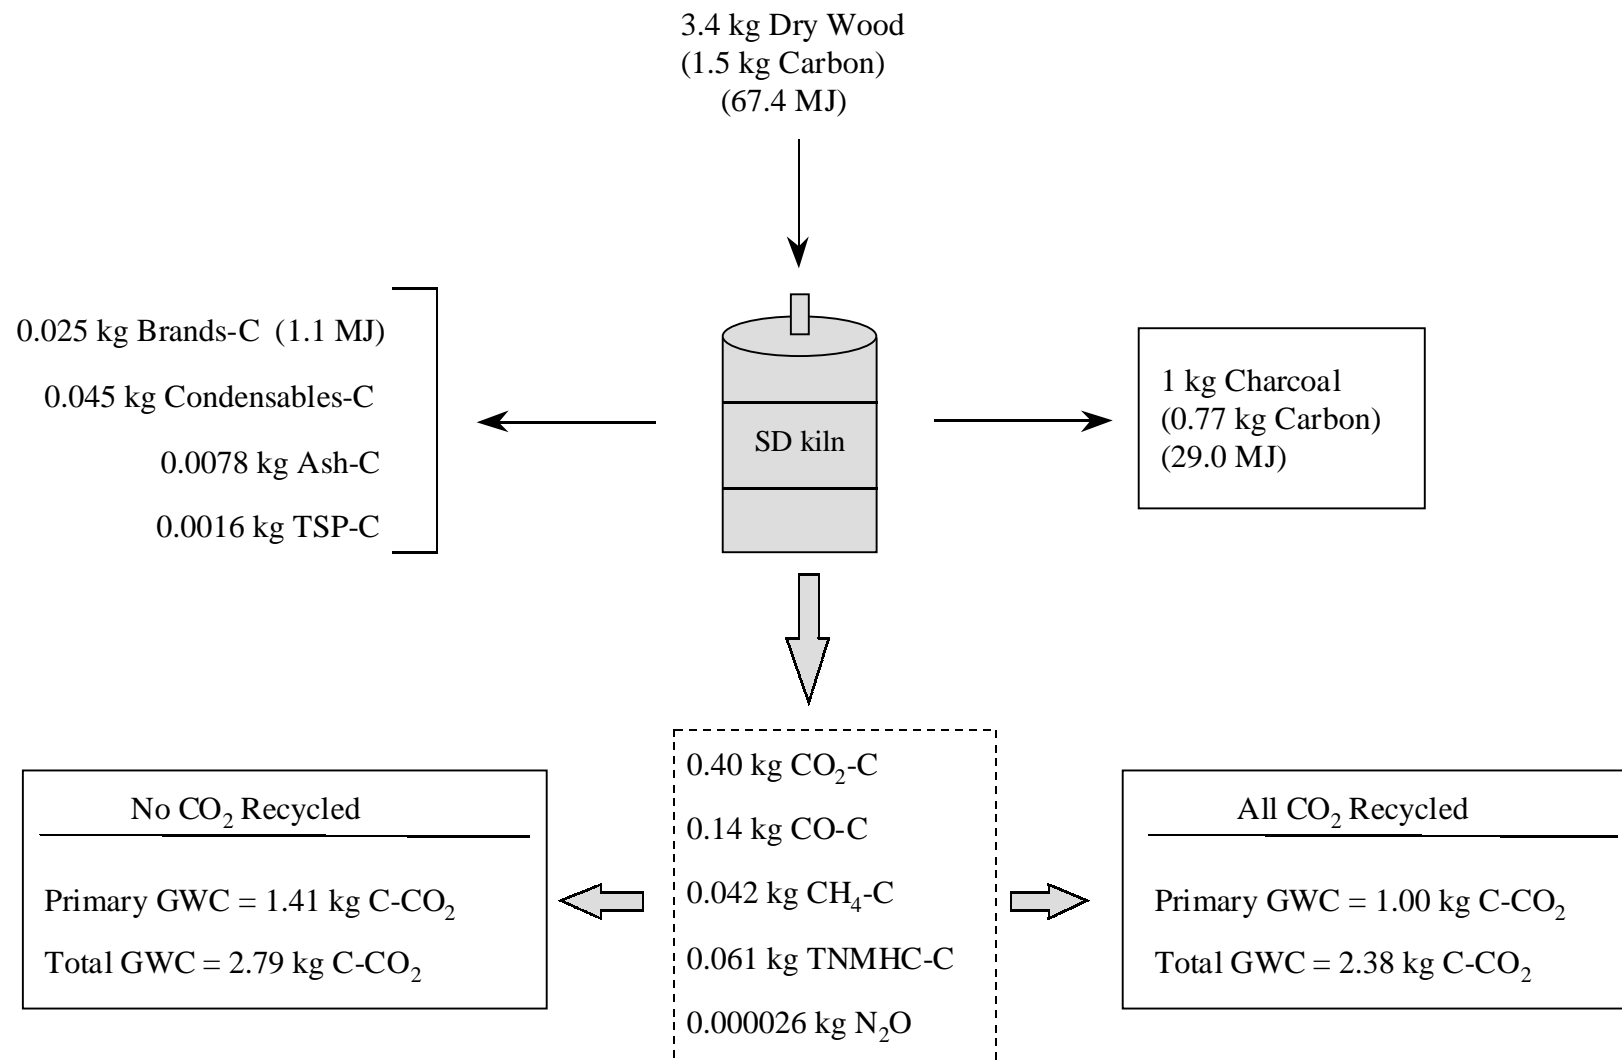 3.4 kg Dry Wood
(1.5 kg Carbon)
(67.4 MJ)
0.025 kg Brands-C  (1.1 MJ)
0.045 kg Condensables-C
0.0078 kg Ash-C
0.0016 kg TSP-C
SD kiln
1 kg Charcoal
(0.77 kg Carbon)
(29.0 MJ)
No CO₂ Recycled
Primary GWC = 1.41 kg C-CO₂
Total GWC = 2.79 kg C-CO₂
0.40 kg CO₂-C
0.14 kg CO-C
0.042 kg CH₄-C
0.061 kg TNMHC-C
0.000026 kg N₂O
All CO₂ Recycled
Primary GWC = 1.00 kg C-CO₂
Total GWC = 2.38 kg C-CO₂